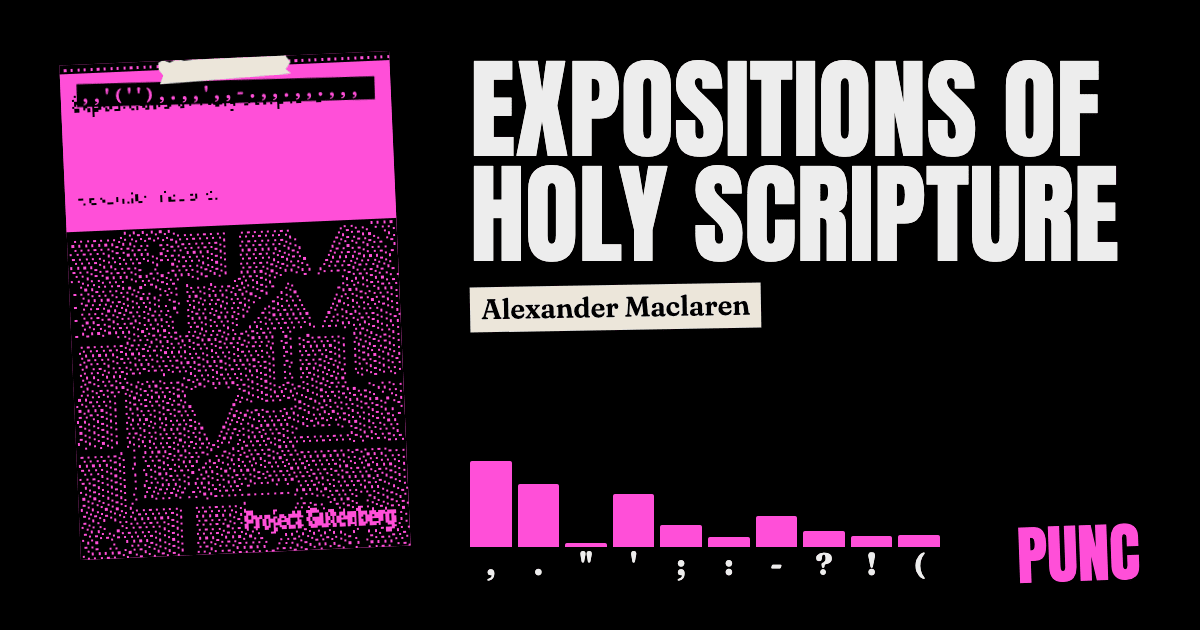 ,,'(''),.,,',,-.,,.,.,,,
Project Gutenberg
EXPOSITIONS OF
HOLY SCRIPTURE
Alexander Maclaren
, . " ' ; : - ? ! (
PUNC